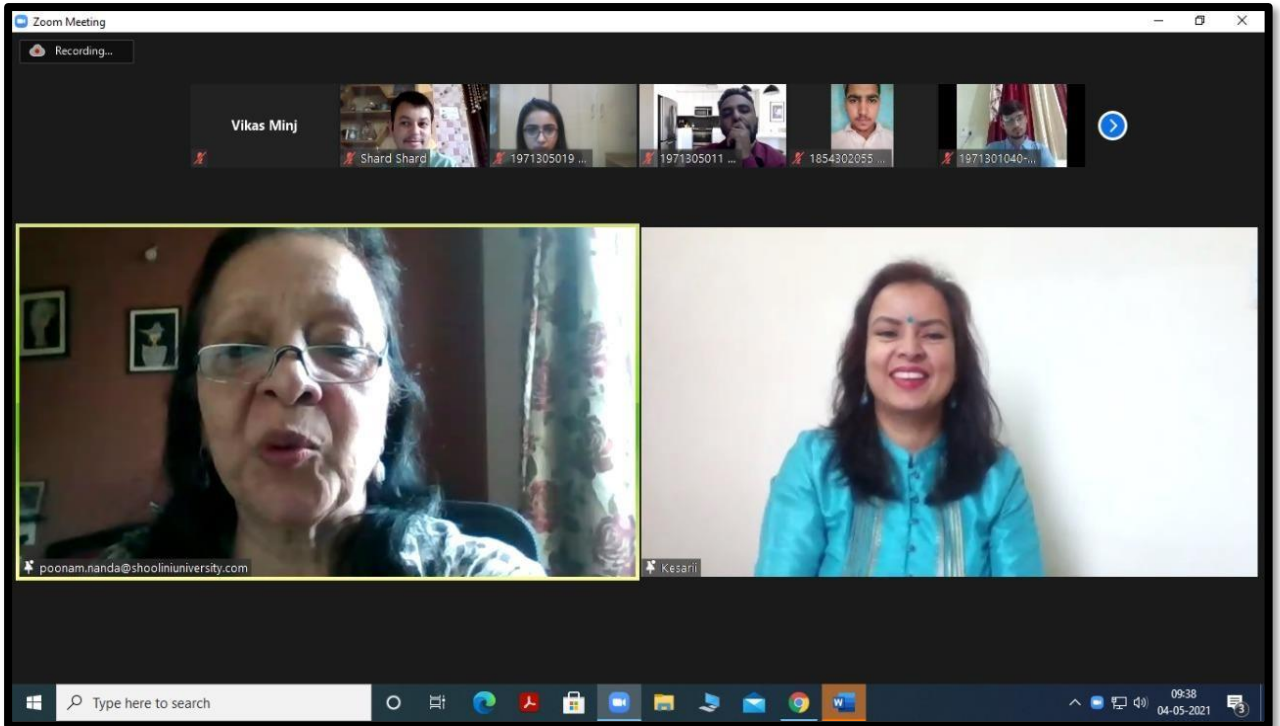 Zoom Meeting
Recording...
Vikas Minj
Shard Shard
1971305019 ...
1971305011 ...
1854302055 ...
1971301040-...
poonam.nanda@shooliniuniversity.com
Kesarii
Type here to search
09:38
04-05-2021
3